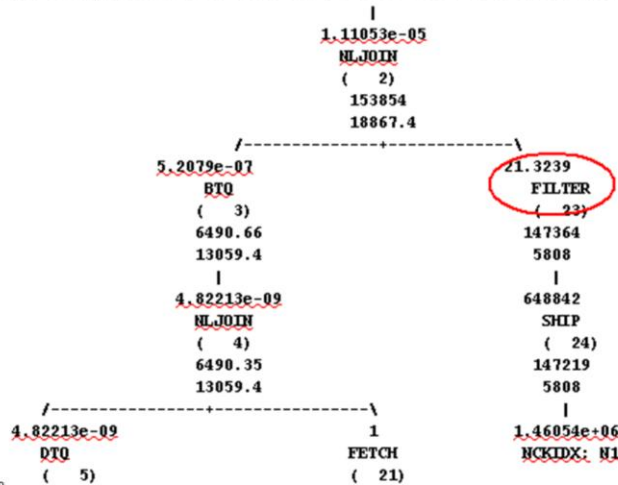 |
1.11053e-05
NLJOIN
( 2)
153854
18867.4
/---------------+---------------\
5.2079e-07 21.3239
BTQ FILTER
( 3) ( 23)
6490.66 147364
13059.4 5808
| |
4.82213e-09 648842
NLJOIN SHIP
( 4) ( 24)
6490.35 147219
13059.4 5808
/---------------+---------------\ |
4.82213e-09 1 1.46054e+06
DTQ FETCH NCKIDX: N1
( 5) ( 21)